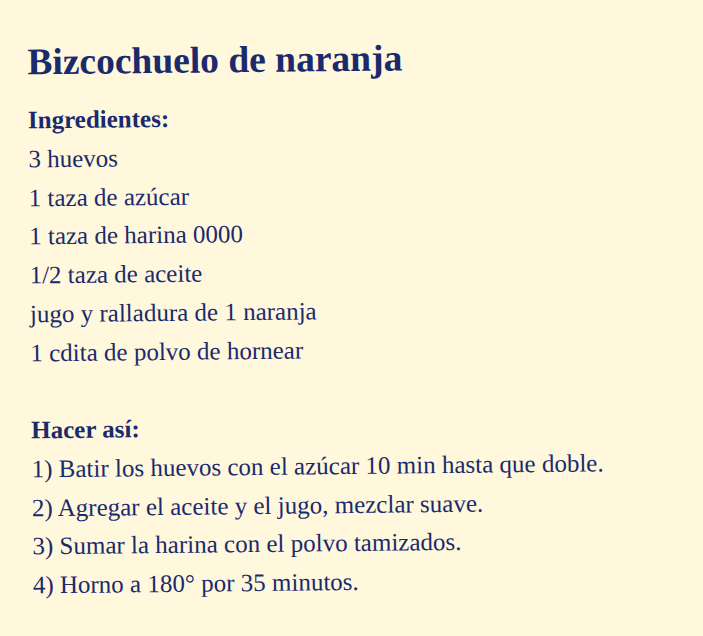 Bizcochuelo de naranja
Ingredientes:
3 huevos
1 taza de azúcar
1 taza de harina 0000
1/2 taza de aceite
jugo y ralladura de 1 naranja
1 cdita de polvo de hornear
Hacer así:
1) Batir los huevos con el azúcar 10 min hasta que doble.
2) Agregar el aceite y el jugo, mezclar suave.
3) Sumar la harina con el polvo tamizados.
4) Horno a 180° por 35 minutos.